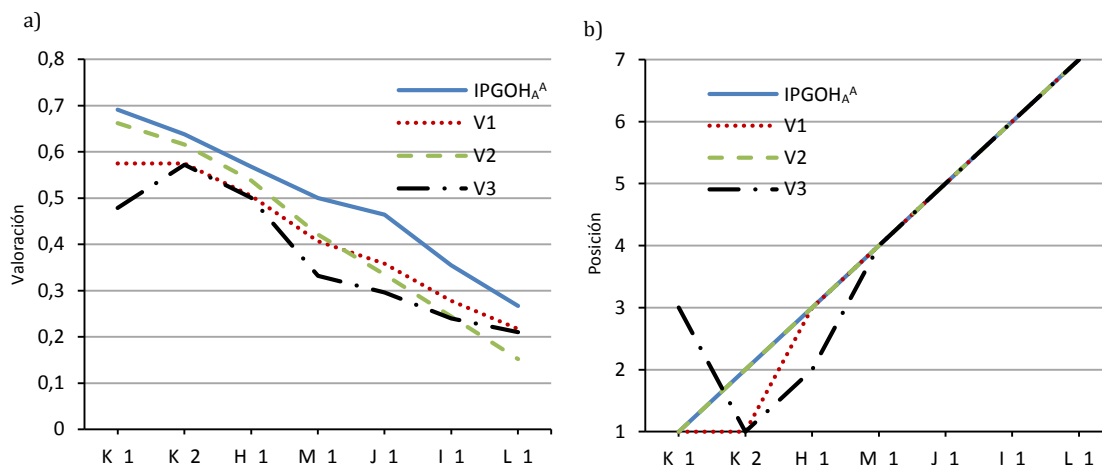 a)
Valoración
0,8
0,7
0,6
0,5
0,4
0,3
0,2
0,1
0
IPGOH_A^A
V1
V2
V3
K 1 K 2 H 1 M 1 J 1 I 1 L 1
b)
Posición
7
6
5
4
3
2
1
IPGOH_A^A
V1
V2
V3
K 1 K 2 H 1 M 1 J 1 I 1 L 1